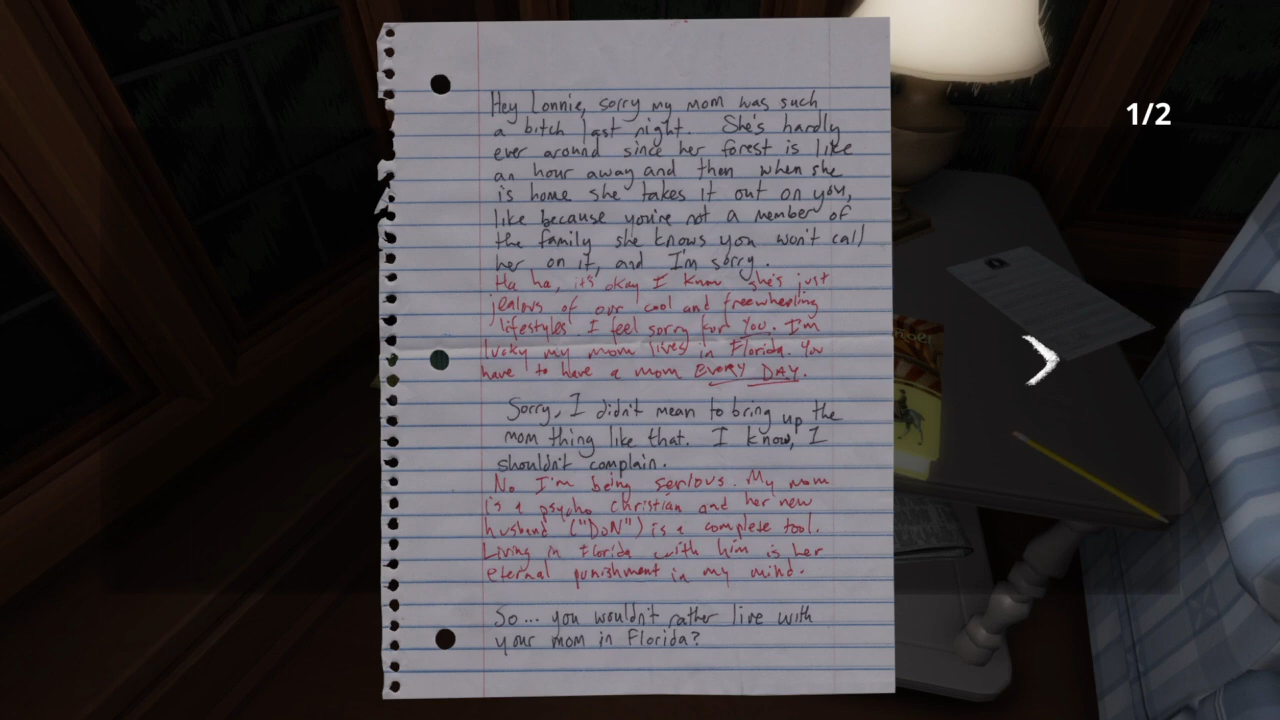 1/2
Hey Lonnie, sorry my mom was such
a bitch last night. She's hardly
ever around since her forest is like
an hour away and then when she
is home she takes it out on you,
like because you're not a member of
the family she knows you won't call
her on it, and I'm sorry.
Ha ha, it's okay I know she's just
jealous of our cool and freewheeling
lifestyles. I feel sorry for you. I'm
lucky my mom lives in Florida. You
have to have a mom EVERY DAY.
Sorry, I didn't mean to bring up the
mom thing like that. I know, I
shouldn't complain.
No I'm being serious. My mom
is a psycho christian and her new
husband ("DON") is a complete tool.
Living in Florida with him is her
eternal punishment in my mind.
So... you wouldn't rather live with
your mom in Florida?